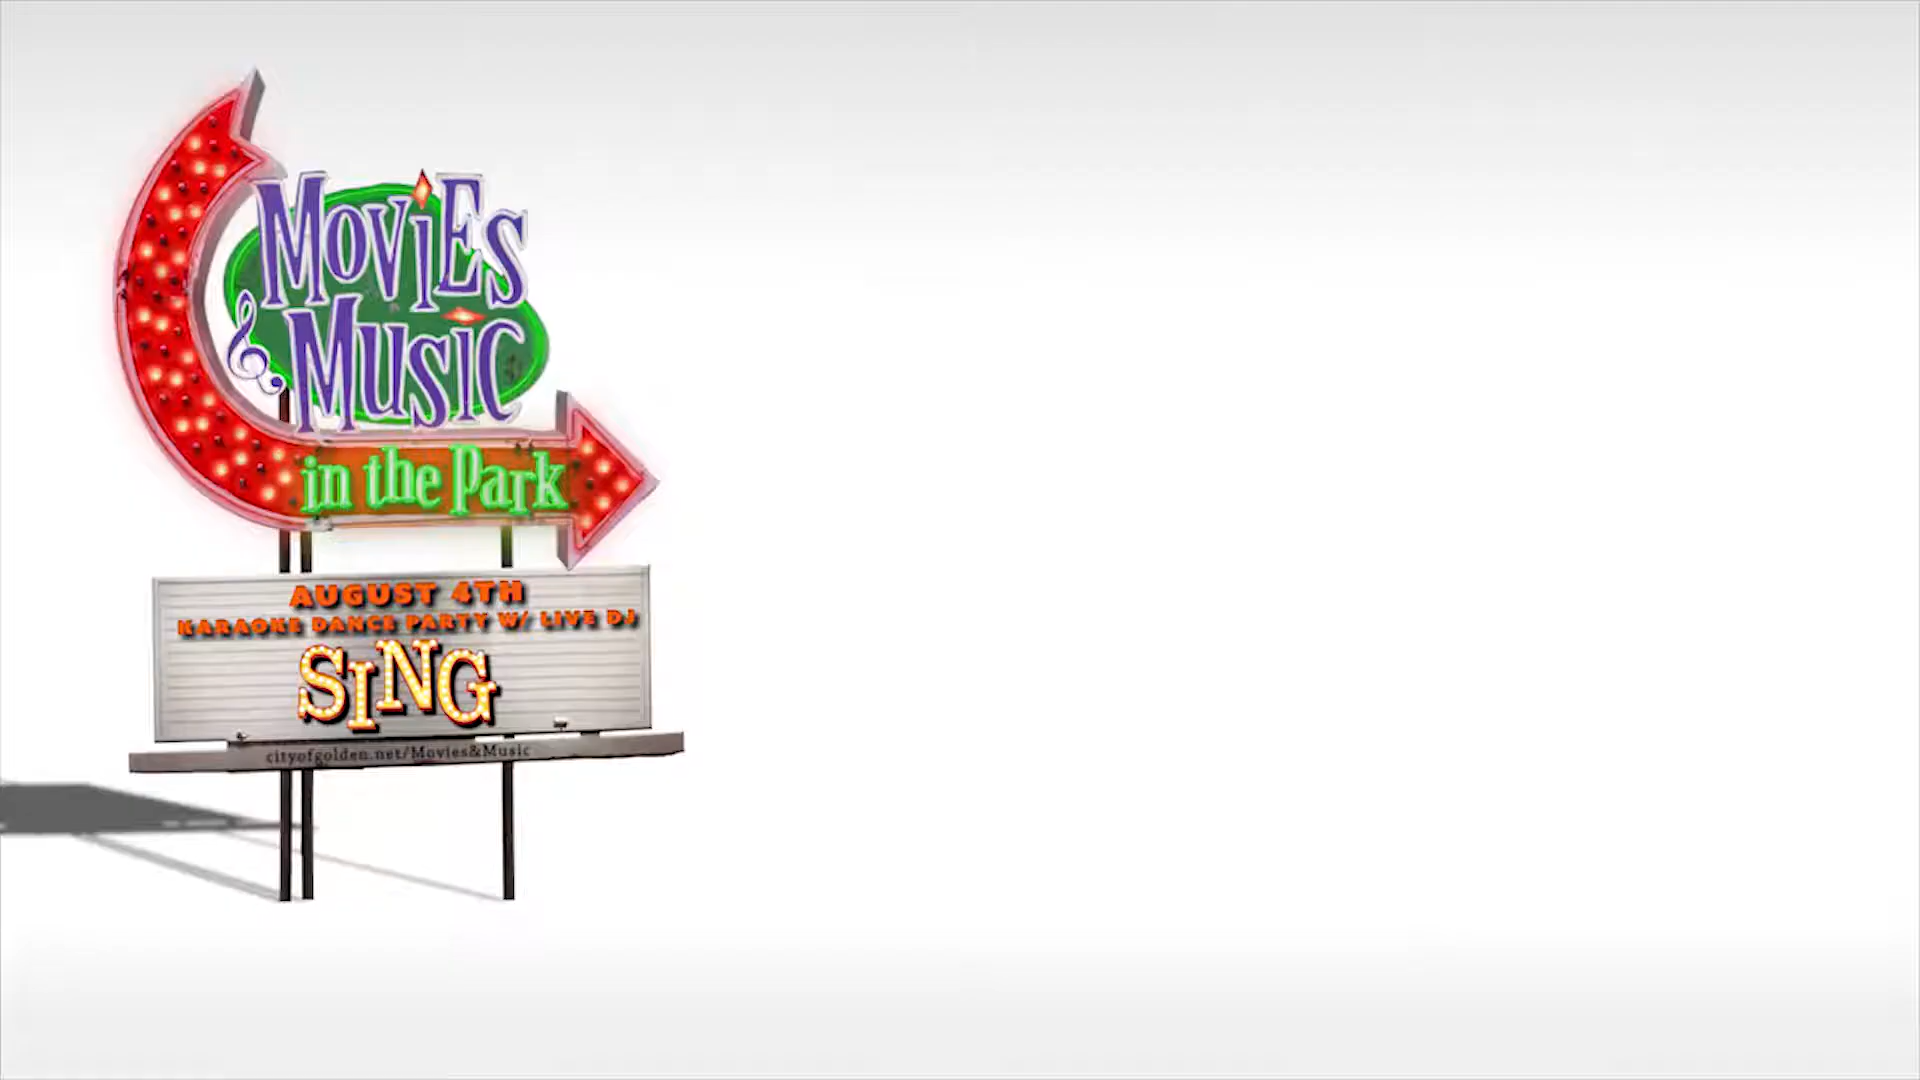 MOViES
& MUSiC
in the Park
AUGUST 4TH
KARAOKE DANCE PARTY W/ LIVE DJ
SING
cityofgolden.net/Movies&Music